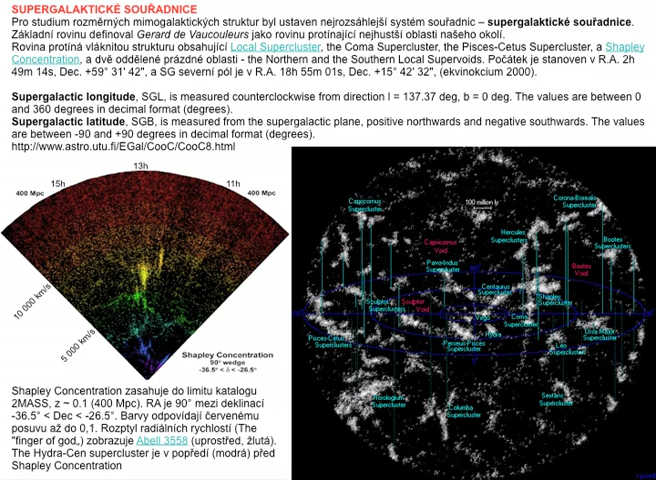 SUPERGALAKTICKÉ SOUŘADNICE
Pro studium rozměrných mimogalaktických struktur byl ustaven nejrozsáhlejší systém souřadnic – supergalaktické souřadnice.
Základní rovinu definoval Gerard de Vaucouleurs jako rovinu protínající nejhustší oblasti našeho okolí.
Rovina protíná vláknitou strukturu obsahující Local Supercluster, the Coma Supercluster, the Pisces-Cetus Supercluster, a Shapley
Concentration, a dvě oddělené prázdné oblasti - the Northern and the Southern Local Supervoids. Počátek je stanoven v R.A. 2h
49m 14s, Dec. +59° 31' 42", a SG severní pól je v R.A. 18h 55m 01s, Dec. +15° 42' 32", (ekvinokcium 2000).
Supergalactic longitude, SGL, is measured counterclockwise from direction l = 137.37 deg, b = 0 deg. The values are between 0
and 360 degrees in decimal format (degrees).
Supergalactic latitude, SGB, is measured from the supergalactic plane, positive northwards and negative southwards. The values
are between -90 and +90 degrees in decimal format (degrees).
http://www.astro.utu.fi/EGal/CooC/CooC8.html
13h
15h
11h
400 Mpc
400 Mpc
10 000 km/s
5 000 km/s
Shapley Concentration
90° wedge
-36.5° < δ < -26.5°
Shapley Concentration zasahuje do limitu katalogu
2MASS, z ~ 0.1 (400 Mpc). RA je 90° mezi deklinací
-36.5° < Dec < -26.5°. Barvy odpovídají červenému
posuvu až do 0,1. Rozptyl radiálních rychlostí (The
"finger of god„) zobrazuje Abell 3558 (uprostřed, žlutá).
The Hydra-Cen supercluster je v popředí (modrá) před
Shapley Concentration
Capricornus
Supercluster
100 million ly
Corona-Borealis
Supercluster
Hercules
Superclusters
Capricornus
Void
Bootes
Superclusters
Pavo-Indus
Supercluster
Bootes
Void
Centaurus
Supercluster
Sculptor
Superclusters
Sculptor
Void
Shapley
Supercluster
Virgo
Coma
Supercluster
Hydra
Pisces-Cetus
Superclusters
Perseus-Pisces
Supercluster
Leo
Superclusters
Ursa Major
Supercluster
Horologium
Supercluster
Columba
Supercluster
Sextans
Supercluster